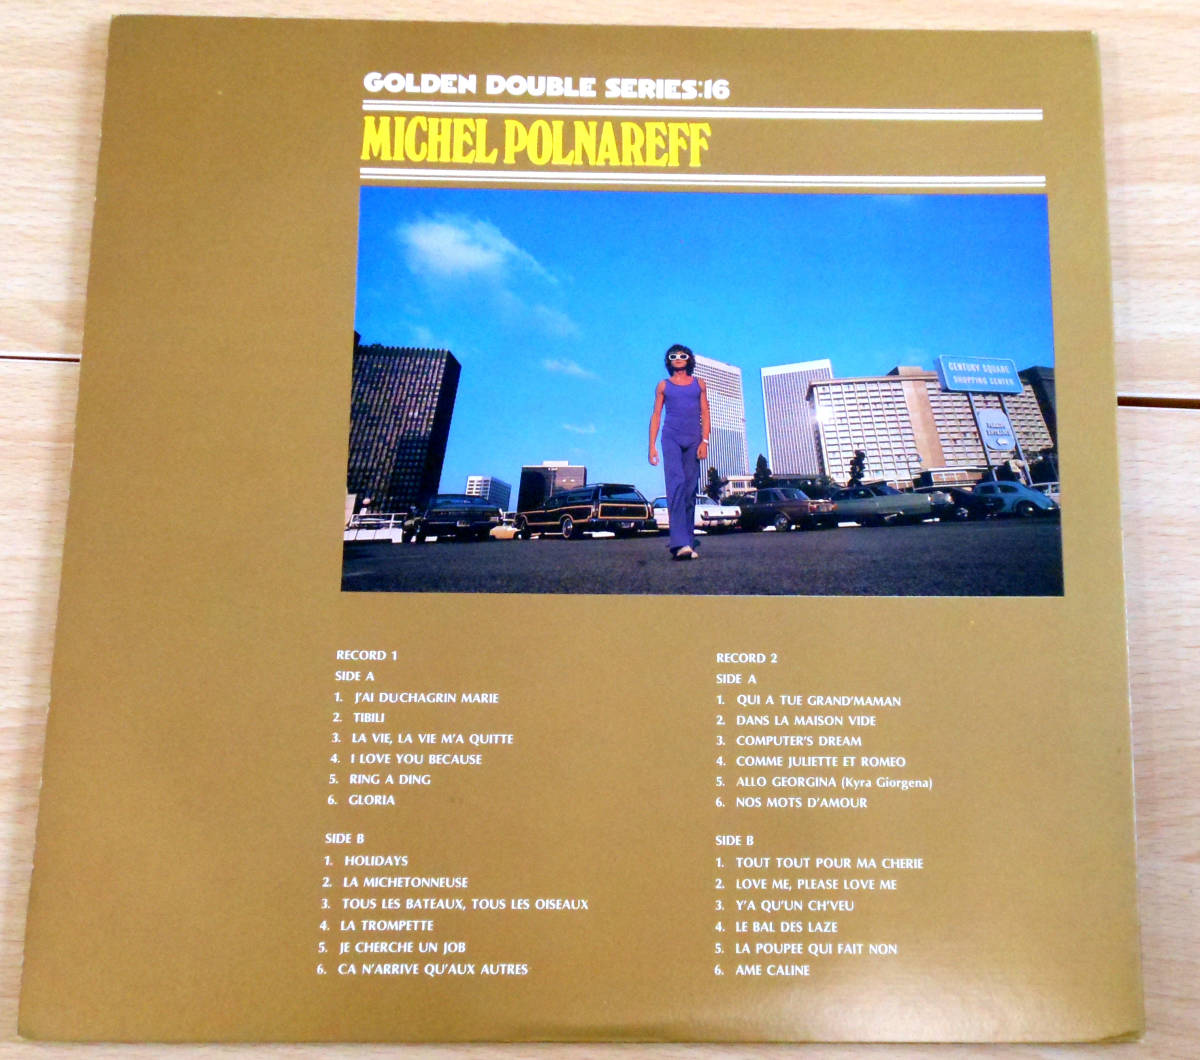 GOLDEN DOUBLE SERIES:16
MICHEL POLNAREFF
CENTURY SQUARE
SHOPPING CENTER
RECORD 1
SIDE A
1. J'AI DUCHAGRIN MARIE
2. TIBILI
3. LA VIE, LA VIE M'A QUITTE
4. I LOVE YOU BECAUSE
5. RING A DING
6. GLORIA
SIDE B
1. HOLIDAYS
2. LA MICHETONNEUSE
3. TOUS LES BATEAUX, TOUS LES OISEAUX
4. LA TROMPETTE
5. JE CHERCHE UN JOB
6. CA N'ARRIVE QU'AUX AUTRES
RECORD 2
SIDE A
1. QUI A TUE GRAND'MAMAN
2. DANS LA MAISON VIDE
3. COMPUTER'S DREAM
4. COMME JULIETTE ET ROMEO
5. ALLO GEORGINA (Kyra Giorgena)
6. NOS MOTS D'AMOUR
SIDE B
1. TOUT TOUT POUR MA CHERIE
2. LOVE ME, PLEASE LOVE ME
3. Y'A QU'UN CH'VEU
4. LE BAL DES LAZE
5. LA POUPEE QUI FAIT NON
6. AME CALINE